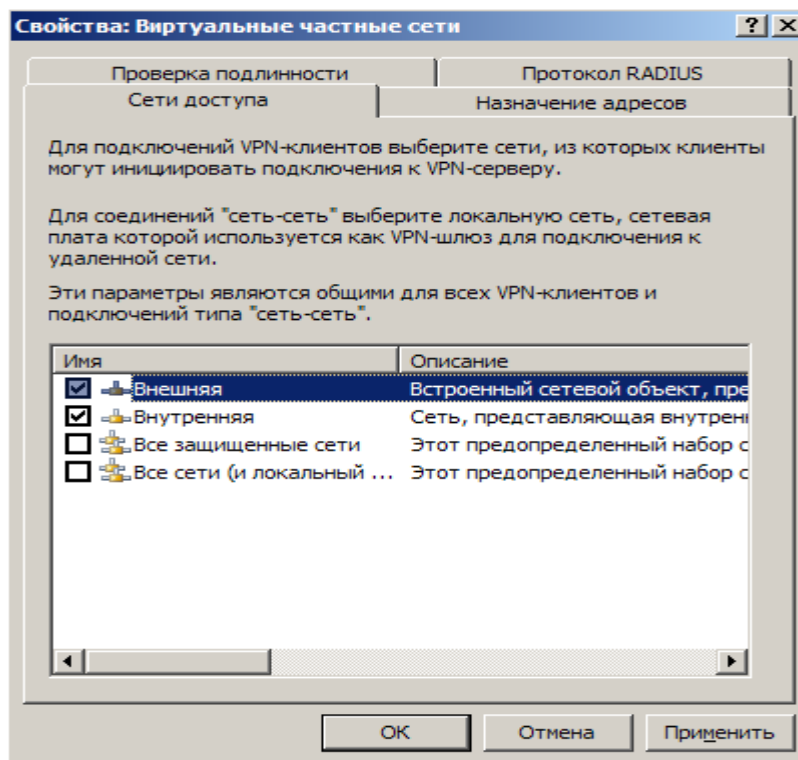 Свойства: Виртуальные частные сети
Проверка подлинности Протокол RADIUS
Сети доступа Назначение адресов
Для подключений VPN-клиентов выберите сети, из которых клиенты
могут инициировать подключения к VPN-серверу.
Для соединений "сеть-сеть" выберите локальную сеть, сетевая
плата которой используется как VPN-шлюз для подключения к
удаленной сети.
Эти параметры являются общими для всех VPN-клиентов и
подключений типа "сеть-сеть".
Имя Описание
Внешняя Встроенный сетевой объект, пре
Внутренняя Сеть, представляющая внутрен
Все защищенные сети Этот предопределенный набор с
Все сети (и локальный ... Этот предопределенный набор с
ОК Отмена Применить